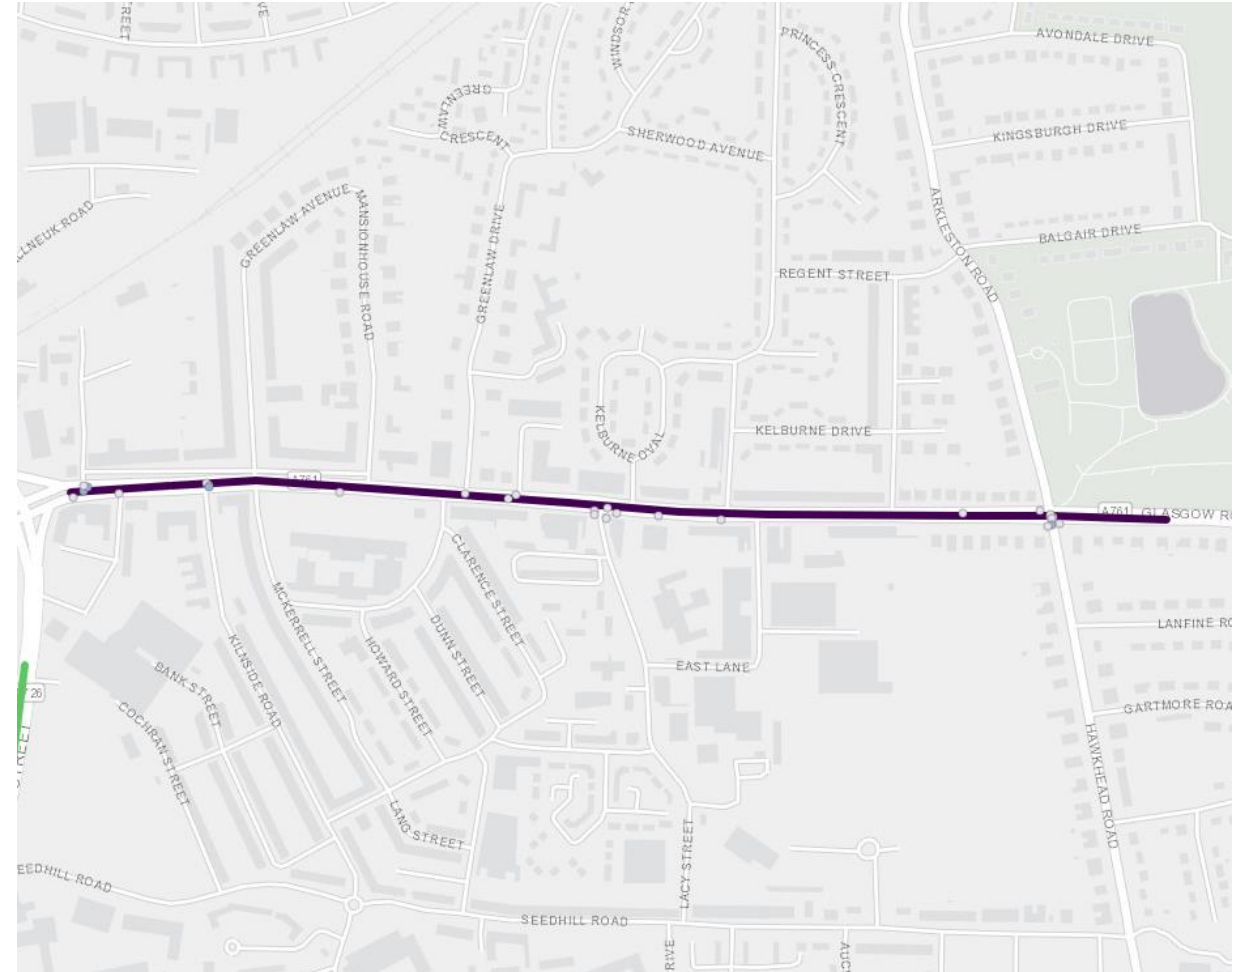 AVONDALE DRIVE
PRINCESS CRESCENT
GREENLAW CRESCENT
SHERWOOD AVENUE
KINGSBURGH DRIVE
GREENLAW AVENUE
MANSIONHOUSE ROAD
ARKLESTON ROAD
BALGAIR DRIVE
GREENLAW DRIVE
REGENT STREET
KELBURNE OVAL
KELBURNE DRIVE
A761
A761
GLASGOW
CLARENCE STREET
MCKERRELL STREET
DUNN STREET
KILNSIDE ROAD
HOWARD STREET
LANFINE
EAST LANE
BANK STREET
26
COCHRAN STREET
GARTMORE
HAWKHEAD ROAD
LANG STREET
LACY STREET
EEDHILL ROAD
SEEDHILL ROAD